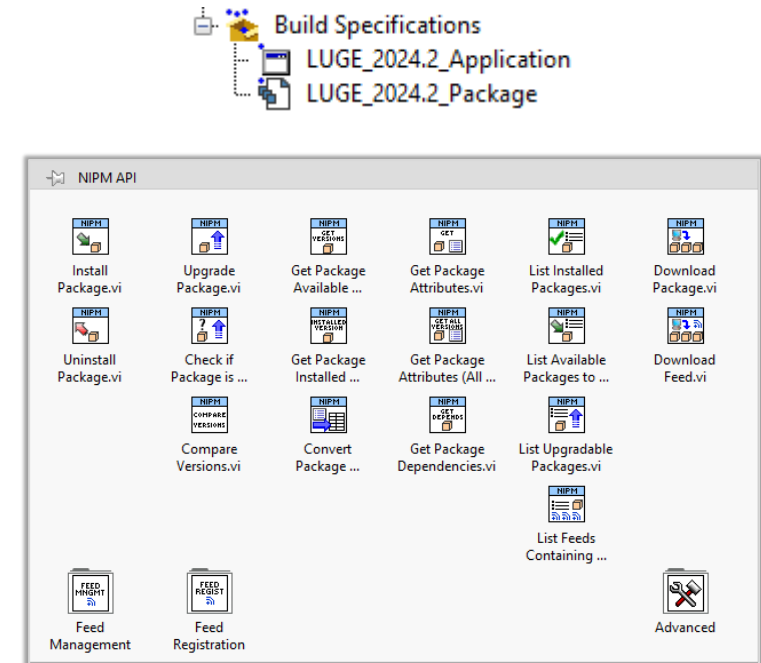 Build Specifications
LUGE_2024.2_Application
LUGE_2024.2_Package
NIPM API
NIPM NIPM NIPM NIPM NIPM NIPM
GET VERSIONS GET
Install Upgrade Get Package Get Package List Installed Download
Package.vi Package.vi Available ... Attributes.vi Packages.vi Package.vi
NIPM NIPM NIPM NIPM NIPM NIPM
? INSTALLED VERSION GET ALL VERSIONS
Uninstall Check if Get Package Get Package List Available Download
Package.vi Package is ... Installed ... Attributes (All ... Packages to ... Feed.vi
NIPM NIPM NIPM NIPM
COMPARE VERSIONS GET DEPENDS
Compare Convert Get Package List Upgradable
Versions.vi Package ... Dependencies.vi Packages.vi
NIPM
List Feeds
Containing ...
FEED MNGMT FEED REGIST
Feed Feed Advanced
Management Registration